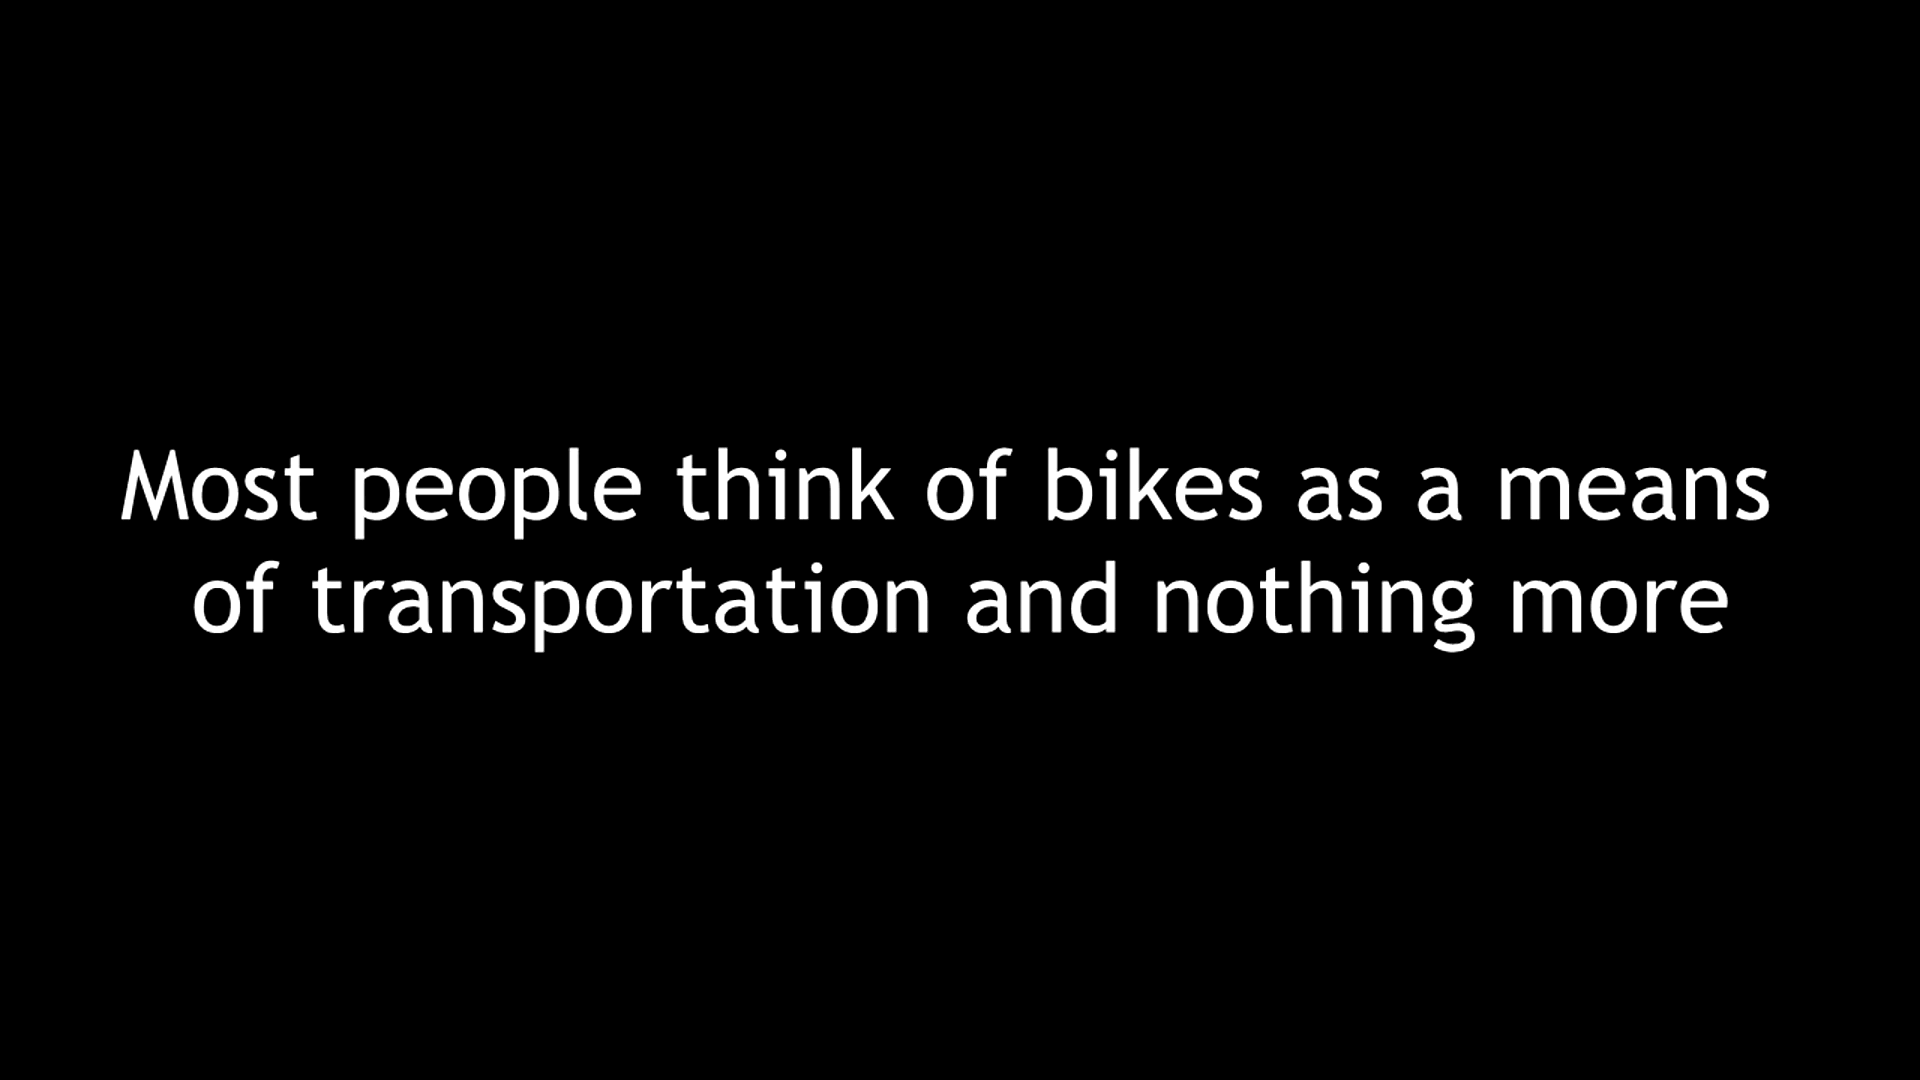 Most people think of bikes as a means
of transportation and nothing more